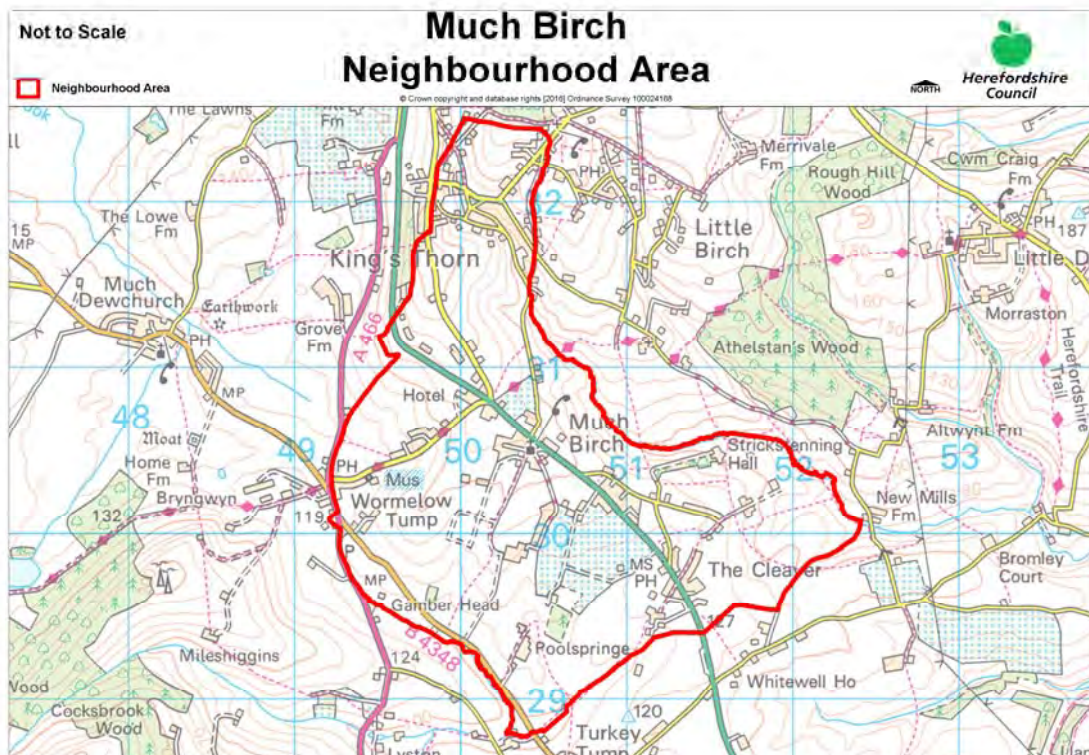 Not to Scale
Much Birch
Neighbourhood Area
Neighbourhood Area
© Crown copyright and database rights [2016] Ordnance Survey 100024168
NORTH
Herefordshire
Council
The Lawns
Fm
Merrivale
Fm
Cwm Craig
Fm
Rough Hill
Wood
PH
PH
187
The Lowe
Fm
32
Little
Birch
15
MP
King's Thorn
Little D
Much
Dewchurch
Earthwork
Morraston
PH
Grove
Fm
A 466
Athelstan's Wood
Herefordshire
Trail
31
MP
Hotel
48
Moat
49
50
Much
Birch
51
Strickstenning
Hall
52
Altwynt Fm
53
Home
Fm
PH
Mus
New Mills
Fm
Bryngwyn
132
119
Wormelow
Tump
30
P
MS
PH
The Cleaver
Bromley
Court
MP
Gamber Head
127
B 4348
Mileshiggins
124
Poolspringe
Whitewell Ho
Wood
29
Cocksbrook
Wood
120
Turkey
Tump
Lyston